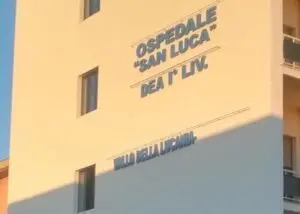 OSPEDALE
"SAN LUCA"
DEA I° LIV.
VALLO DELLA LUCANIA